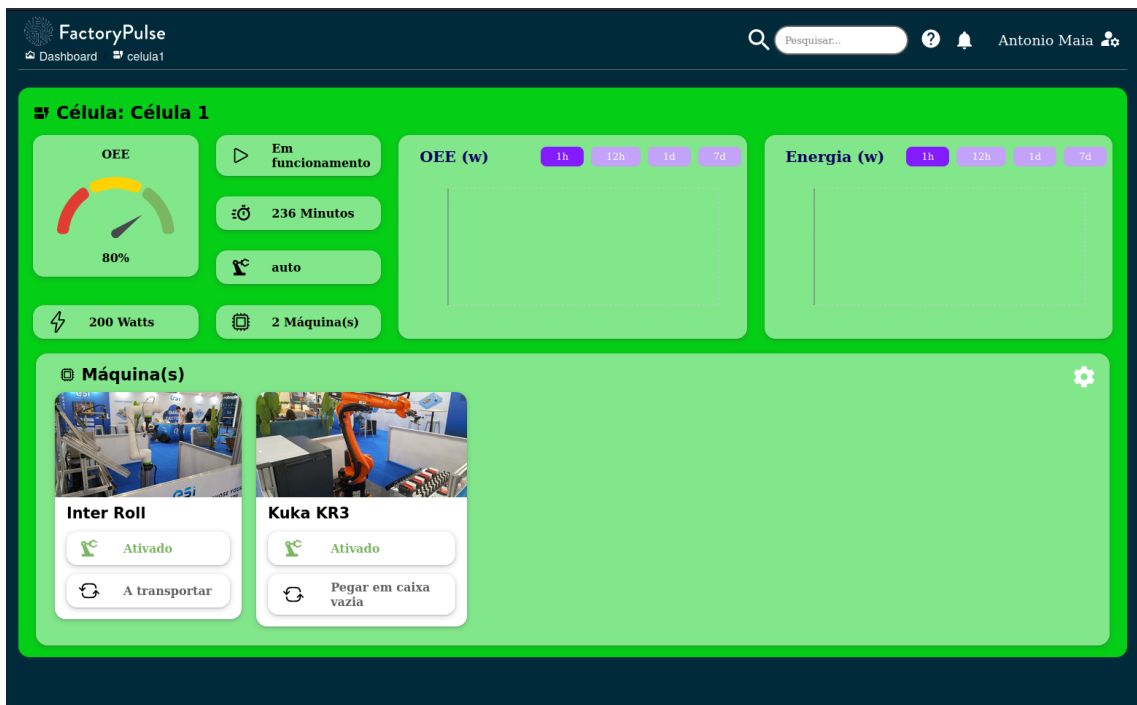 FactoryPulse
Dashboard celula1
Pesquisar...
Antonio Maia
Célula: Célula 1
OEE
80%
200 Watts
Em
funcionamento
236 Minutos
auto
2 Máquina(s)
OEE (w) 1h 12h 1d 7d
Energia (w) 1h 12h 1d 7d
Máquina(s)
Inter Roll
Ativado
A transportar
Kuka KR3
Ativado
Pegar em caixa
vazia